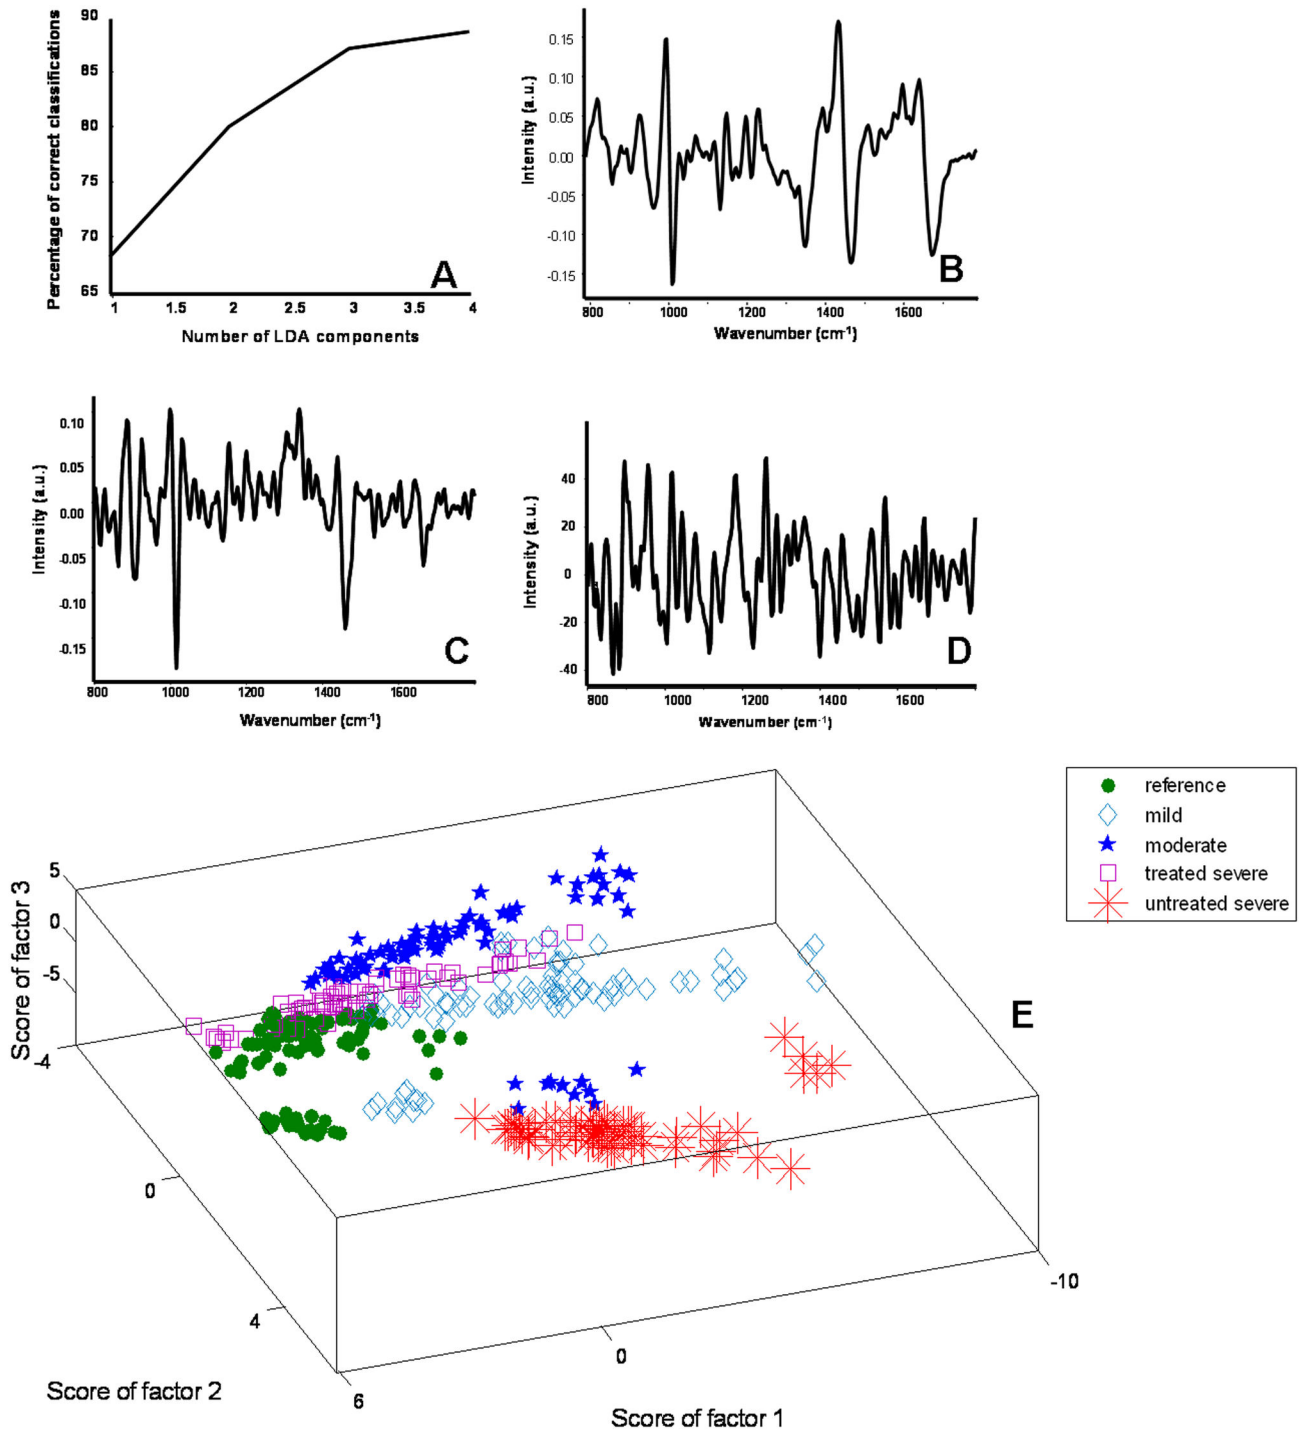 Percentage of correct classifications
90
85
80
75
70
65
1
1.5
2
2.5
3
3.5
4
Number of LDA components
A
Intensity (a.u.)
0.15
0.10
0.05
0.00
-0.05
-0.10
-0.15
800
1000
1200
1400
1600
Wavenumber (cm-1)
B
Intensity (a.u.)
0.10
0.05
0.00
-0.05
-0.10
-0.15
800
1000
1200
1400
1600
Wavenumber (cm-1)
C
Intensity (a.u.)
40
20
0
-20
-40
800
1000
1200
1400
1600
Wavenumber (cm-1)
D
reference
mild
moderate
treated severe
untreated severe
Score of factor 3
5
0
-5
-4
0
4
6
0
-10
Score of factor 2
Score of factor 1
E